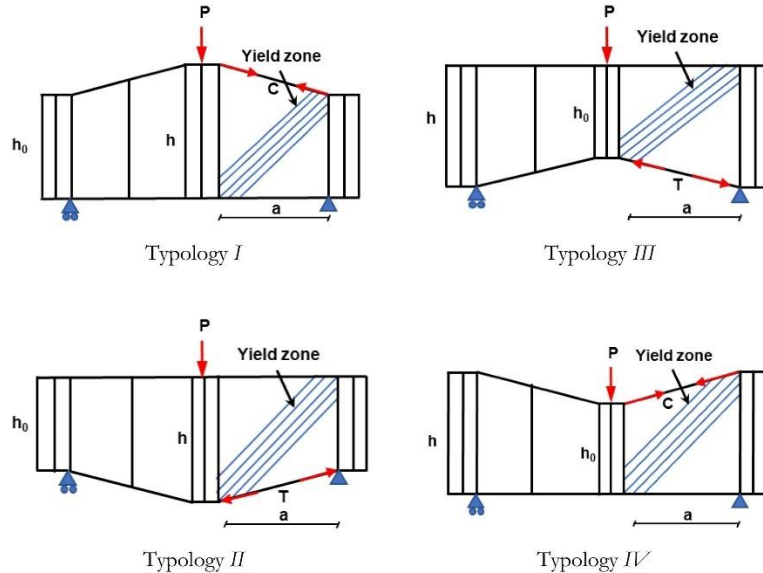 P
Yield zone
C
h₀
h
a
Typology I
P
Yield zone
h
h₀
T
a
Typology III
P
Yield zone
h₀
h
T
a
Typology II
P
Yield zone
C
h
h₀
a
Typology IV